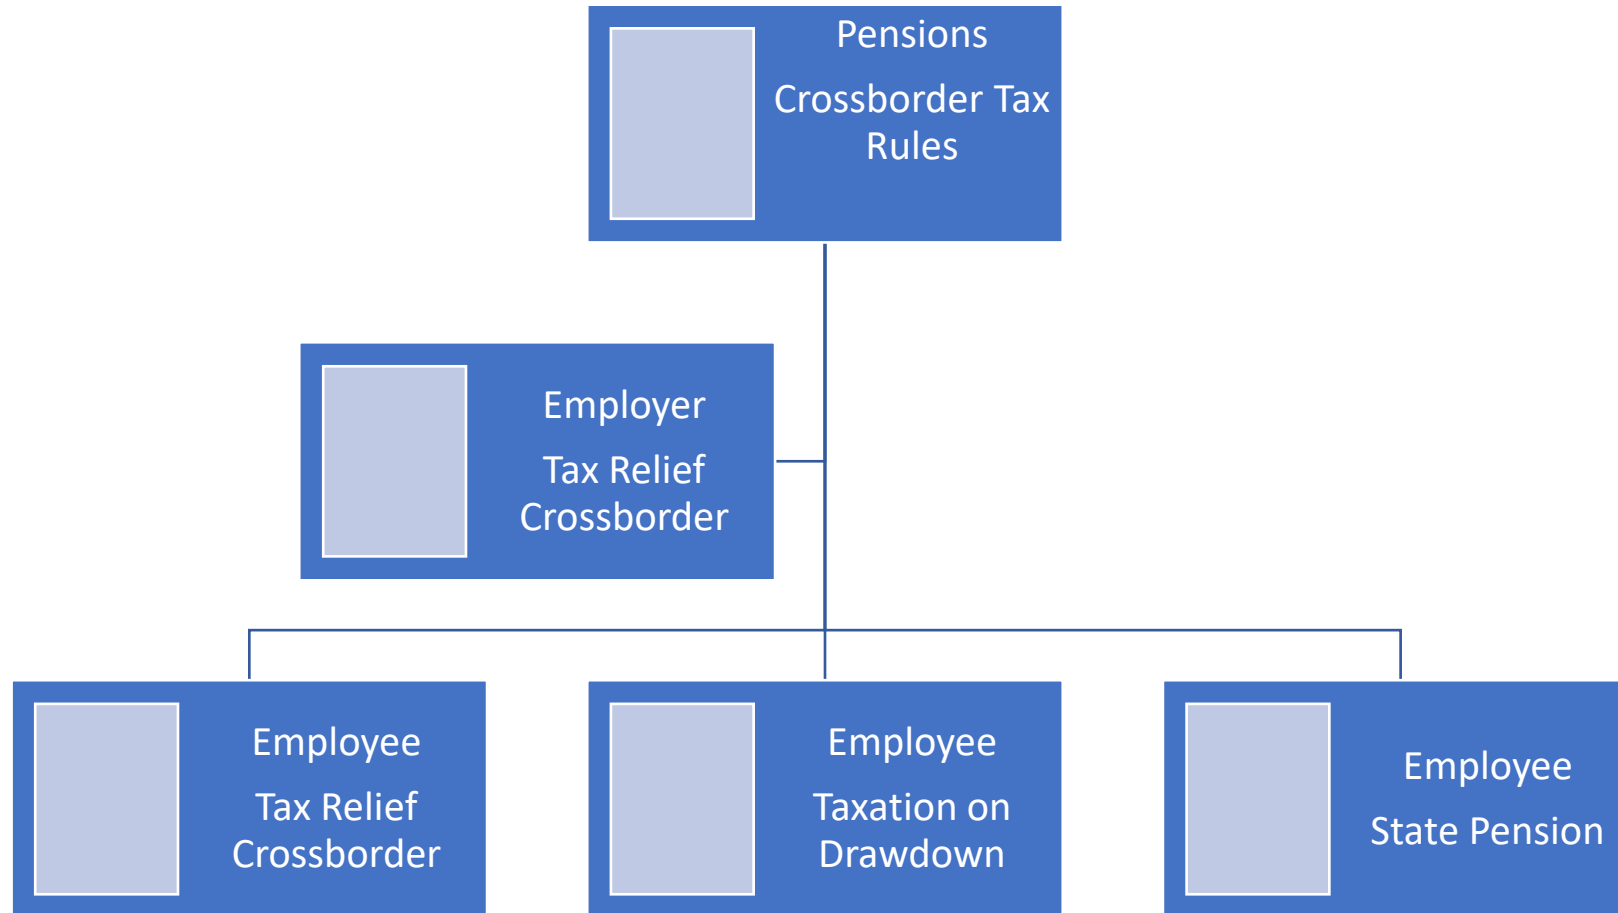 Pensions
Crossborder Tax
Rules
Employer
Tax Relief
Crossborder
Employee
Tax Relief
Crossborder
Employee
Taxation on
Drawdown
Employee
State Pension